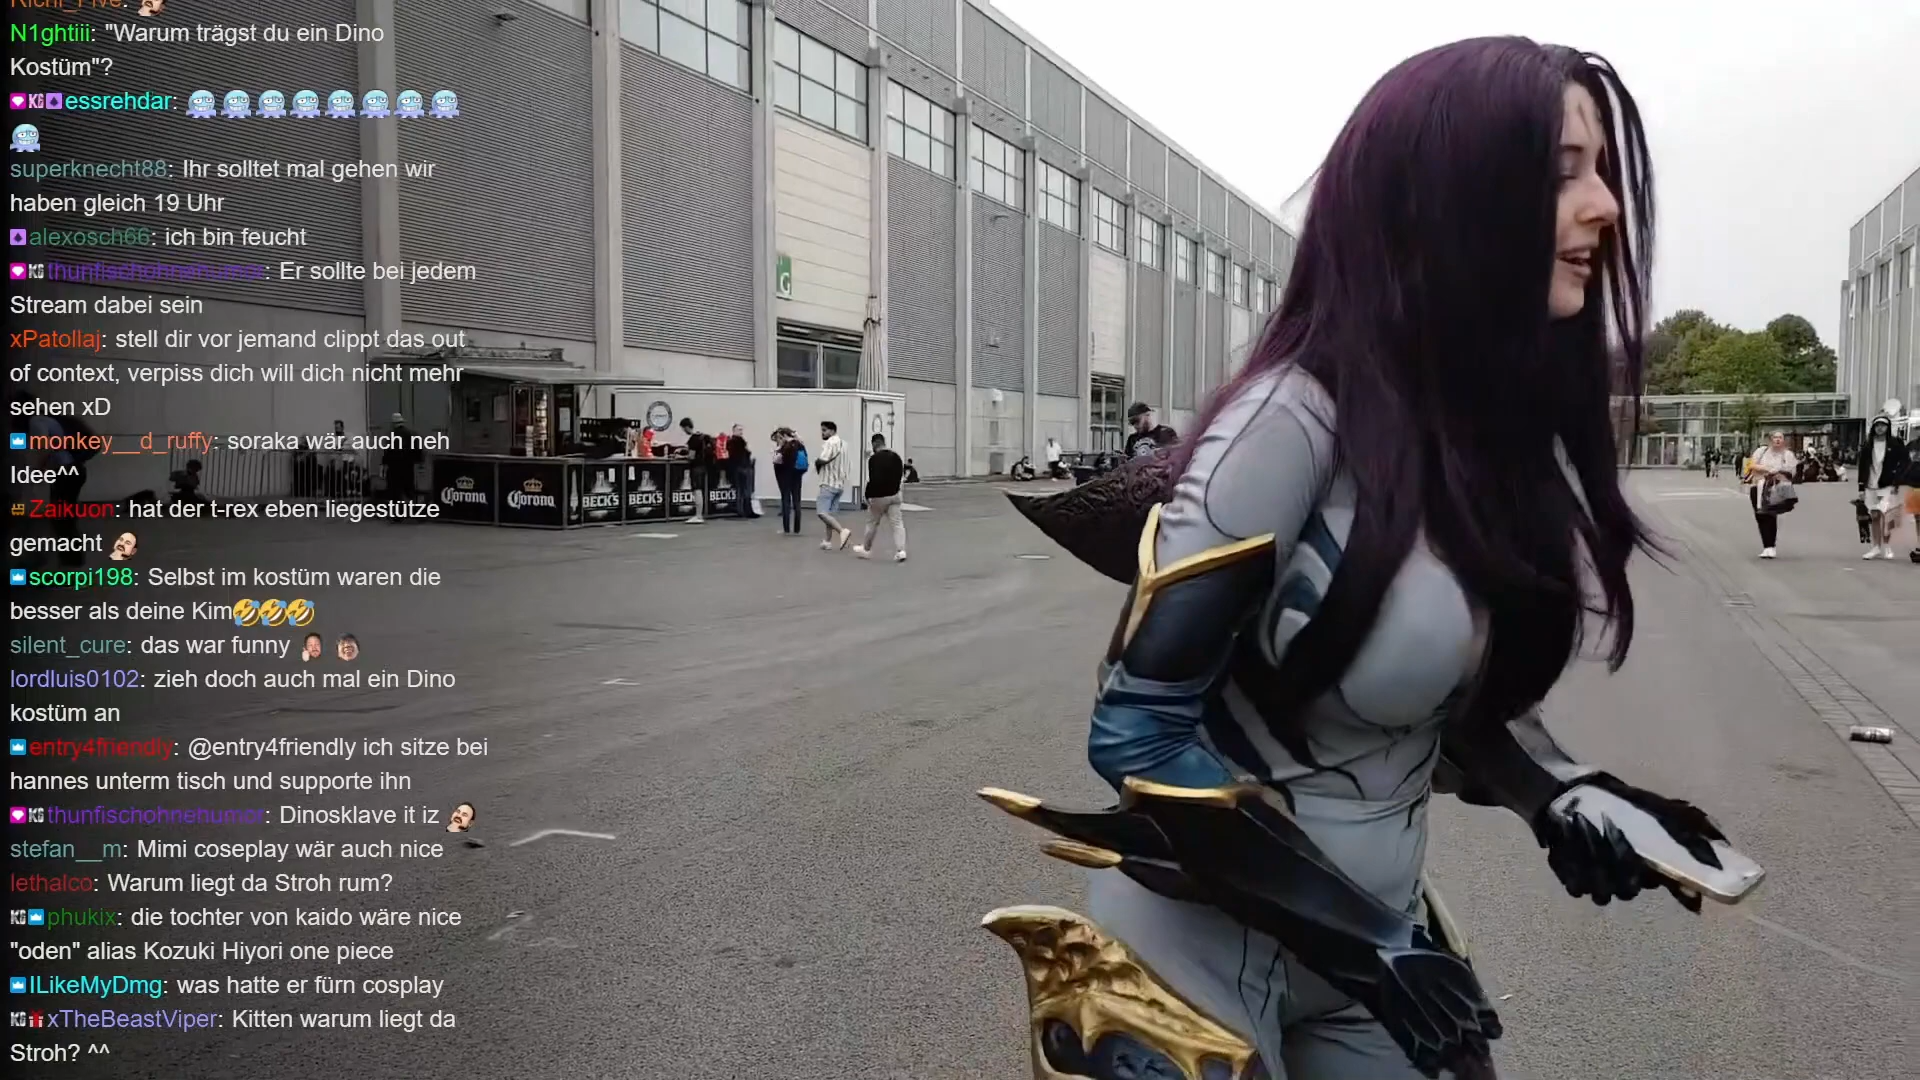 Richi_Five:
N1ghtiii: "Warum trägst du ein Dino
Kostüm"?
essrehdar:
superknecht88: Ihr solltet mal gehen wir
haben gleich 19 Uhr
alexosch66: ich bin feucht
thunfischohnehumor: Er sollte bei jedem
Stream dabei sein
xPatollaj: stell dir vor jemand clippt das out
of context, verpiss dich will dich nicht mehr
sehen xD
monkey__d_ruffy: soraka wär auch neh
Idee^^
Zaikuon: hat der t-rex eben liegestütze
gemacht
scorpi198: Selbst im kostüm waren die
besser als deine Kim🤣🤣🤣
silent_cure: das war funny
lordluis0102: zieh doch auch mal ein Dino
kostüm an
entry4friendly: @entry4friendly ich sitze bei
hannes unterm tisch und supporte ihn
thunfischohnehumor: Dinosklave it iz
stefan__m: Mimi coseplay wär auch nice
lethalco: Warum liegt da Stroh rum?
phukix: die tochter von kaido wäre nice
"oden" alias Kozuki Hiyori one piece
ILikeMyDmg: was hatte er fürn cosplay
xTheBeastViper: Kitten warum liegt da
Stroh? ^^
G
Corona
Corona
BECK'S
BECK'S
BECK'S
BECK'S